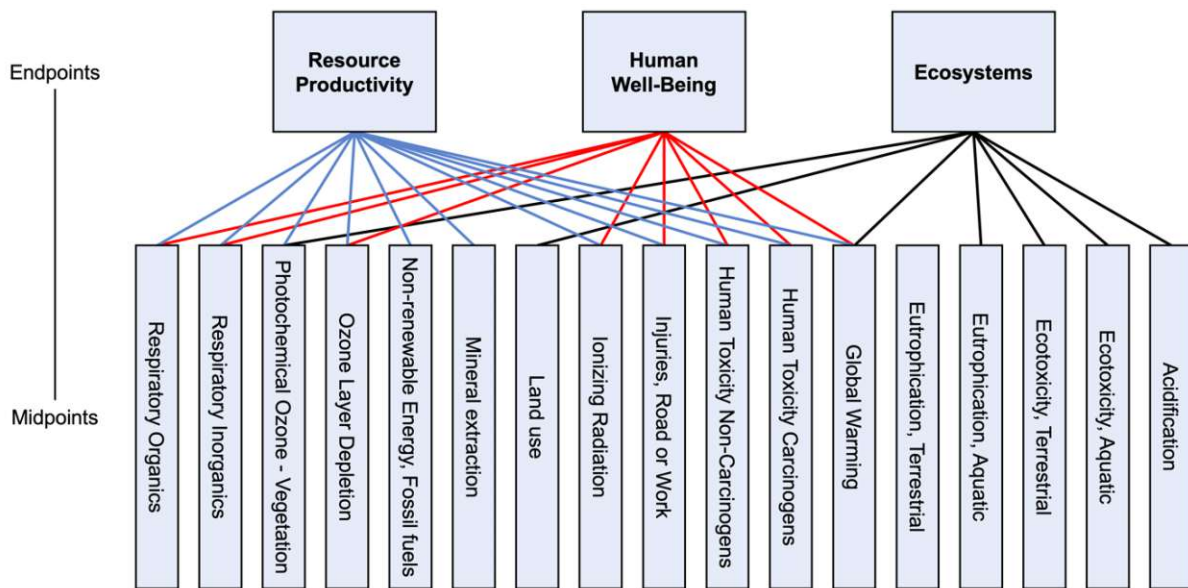 Endpoints
Resource
Productivity
Human
Well-Being
Ecosystems
Midpoints
Respiratory Organics
Respiratory Inorganics
Photochemical Ozone - Vegetation
Ozone Layer Depletion
Non-renewable Energy, Fossil fuels
Mineral extraction
Land use
Ionizing Radiation
Injuries, Road or Work
Human Toxicity Non-Carcinogens
Human Toxicity Carcinogens
Global Warming
Eutrophication, Terrestrial
Eutrophication, Aquatic
Ecotoxicity, Terrestrial
Ecotoxicity, Aquatic
Acidification